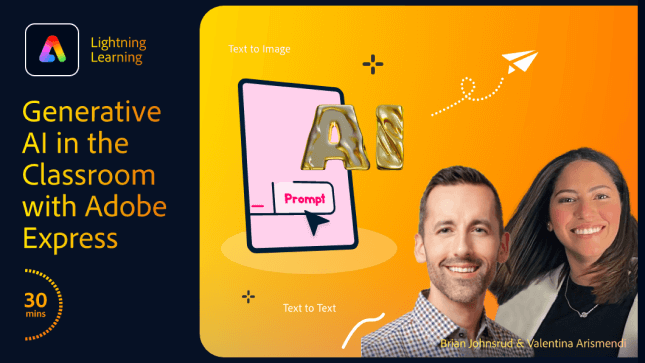 Lightning
Learning
Generative
AI in the
Classroom
with Adobe
Express
30
mins
Text to Image
AI
Prompt
Text to Text
Brian Johnsrud & Valentina Arismendi